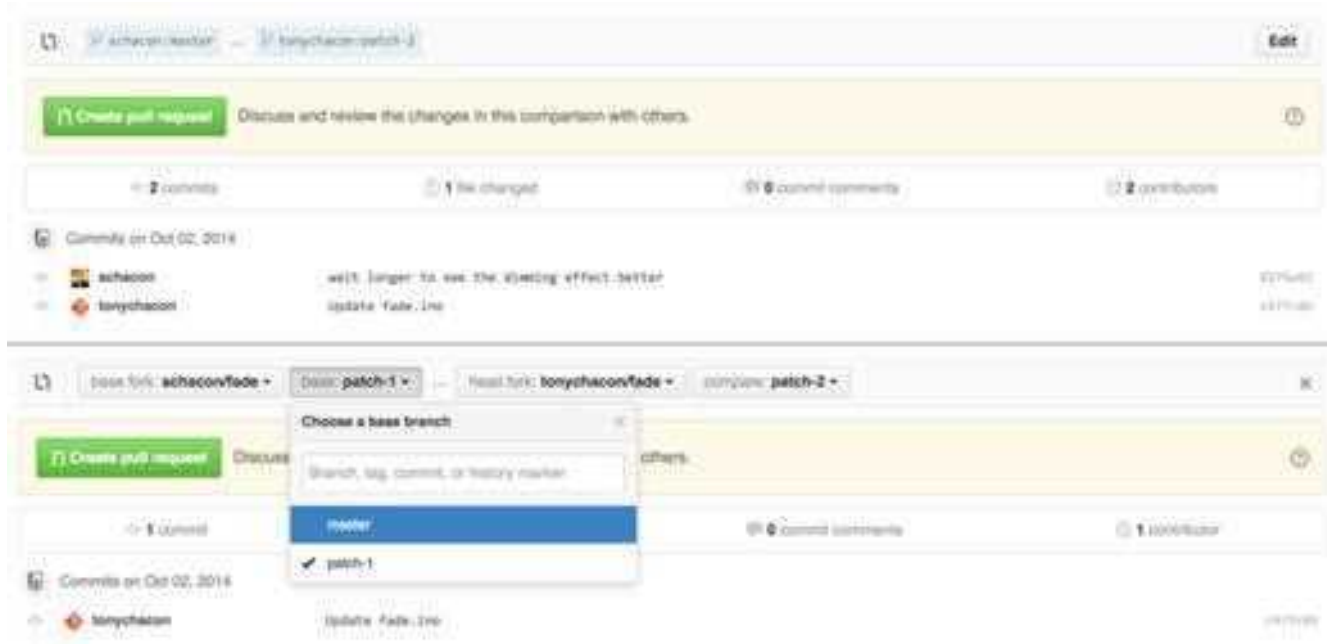 achacon:master ... tonychacon:patch-2 Edit
Create pull request Discuss and review the changes in this comparison with others.
2 commits 1 file changed 0 commit comments 2 contributors
Commits on Oct 02, 2014
achacon wait longer to see the dimming effect better
tonychacon Update fade.ino
base fork: achacon/fade base: patch-1 ... head fork: tonychacon/fade compare: patch-2
Choose a base branch
Create pull request Discuss others.
Branch, tag, commit, or history marker
master
1 commit 0 commit comments 1 contributor
patch-1
Commits on Oct 02, 2014
tonychacon Update fade.ino